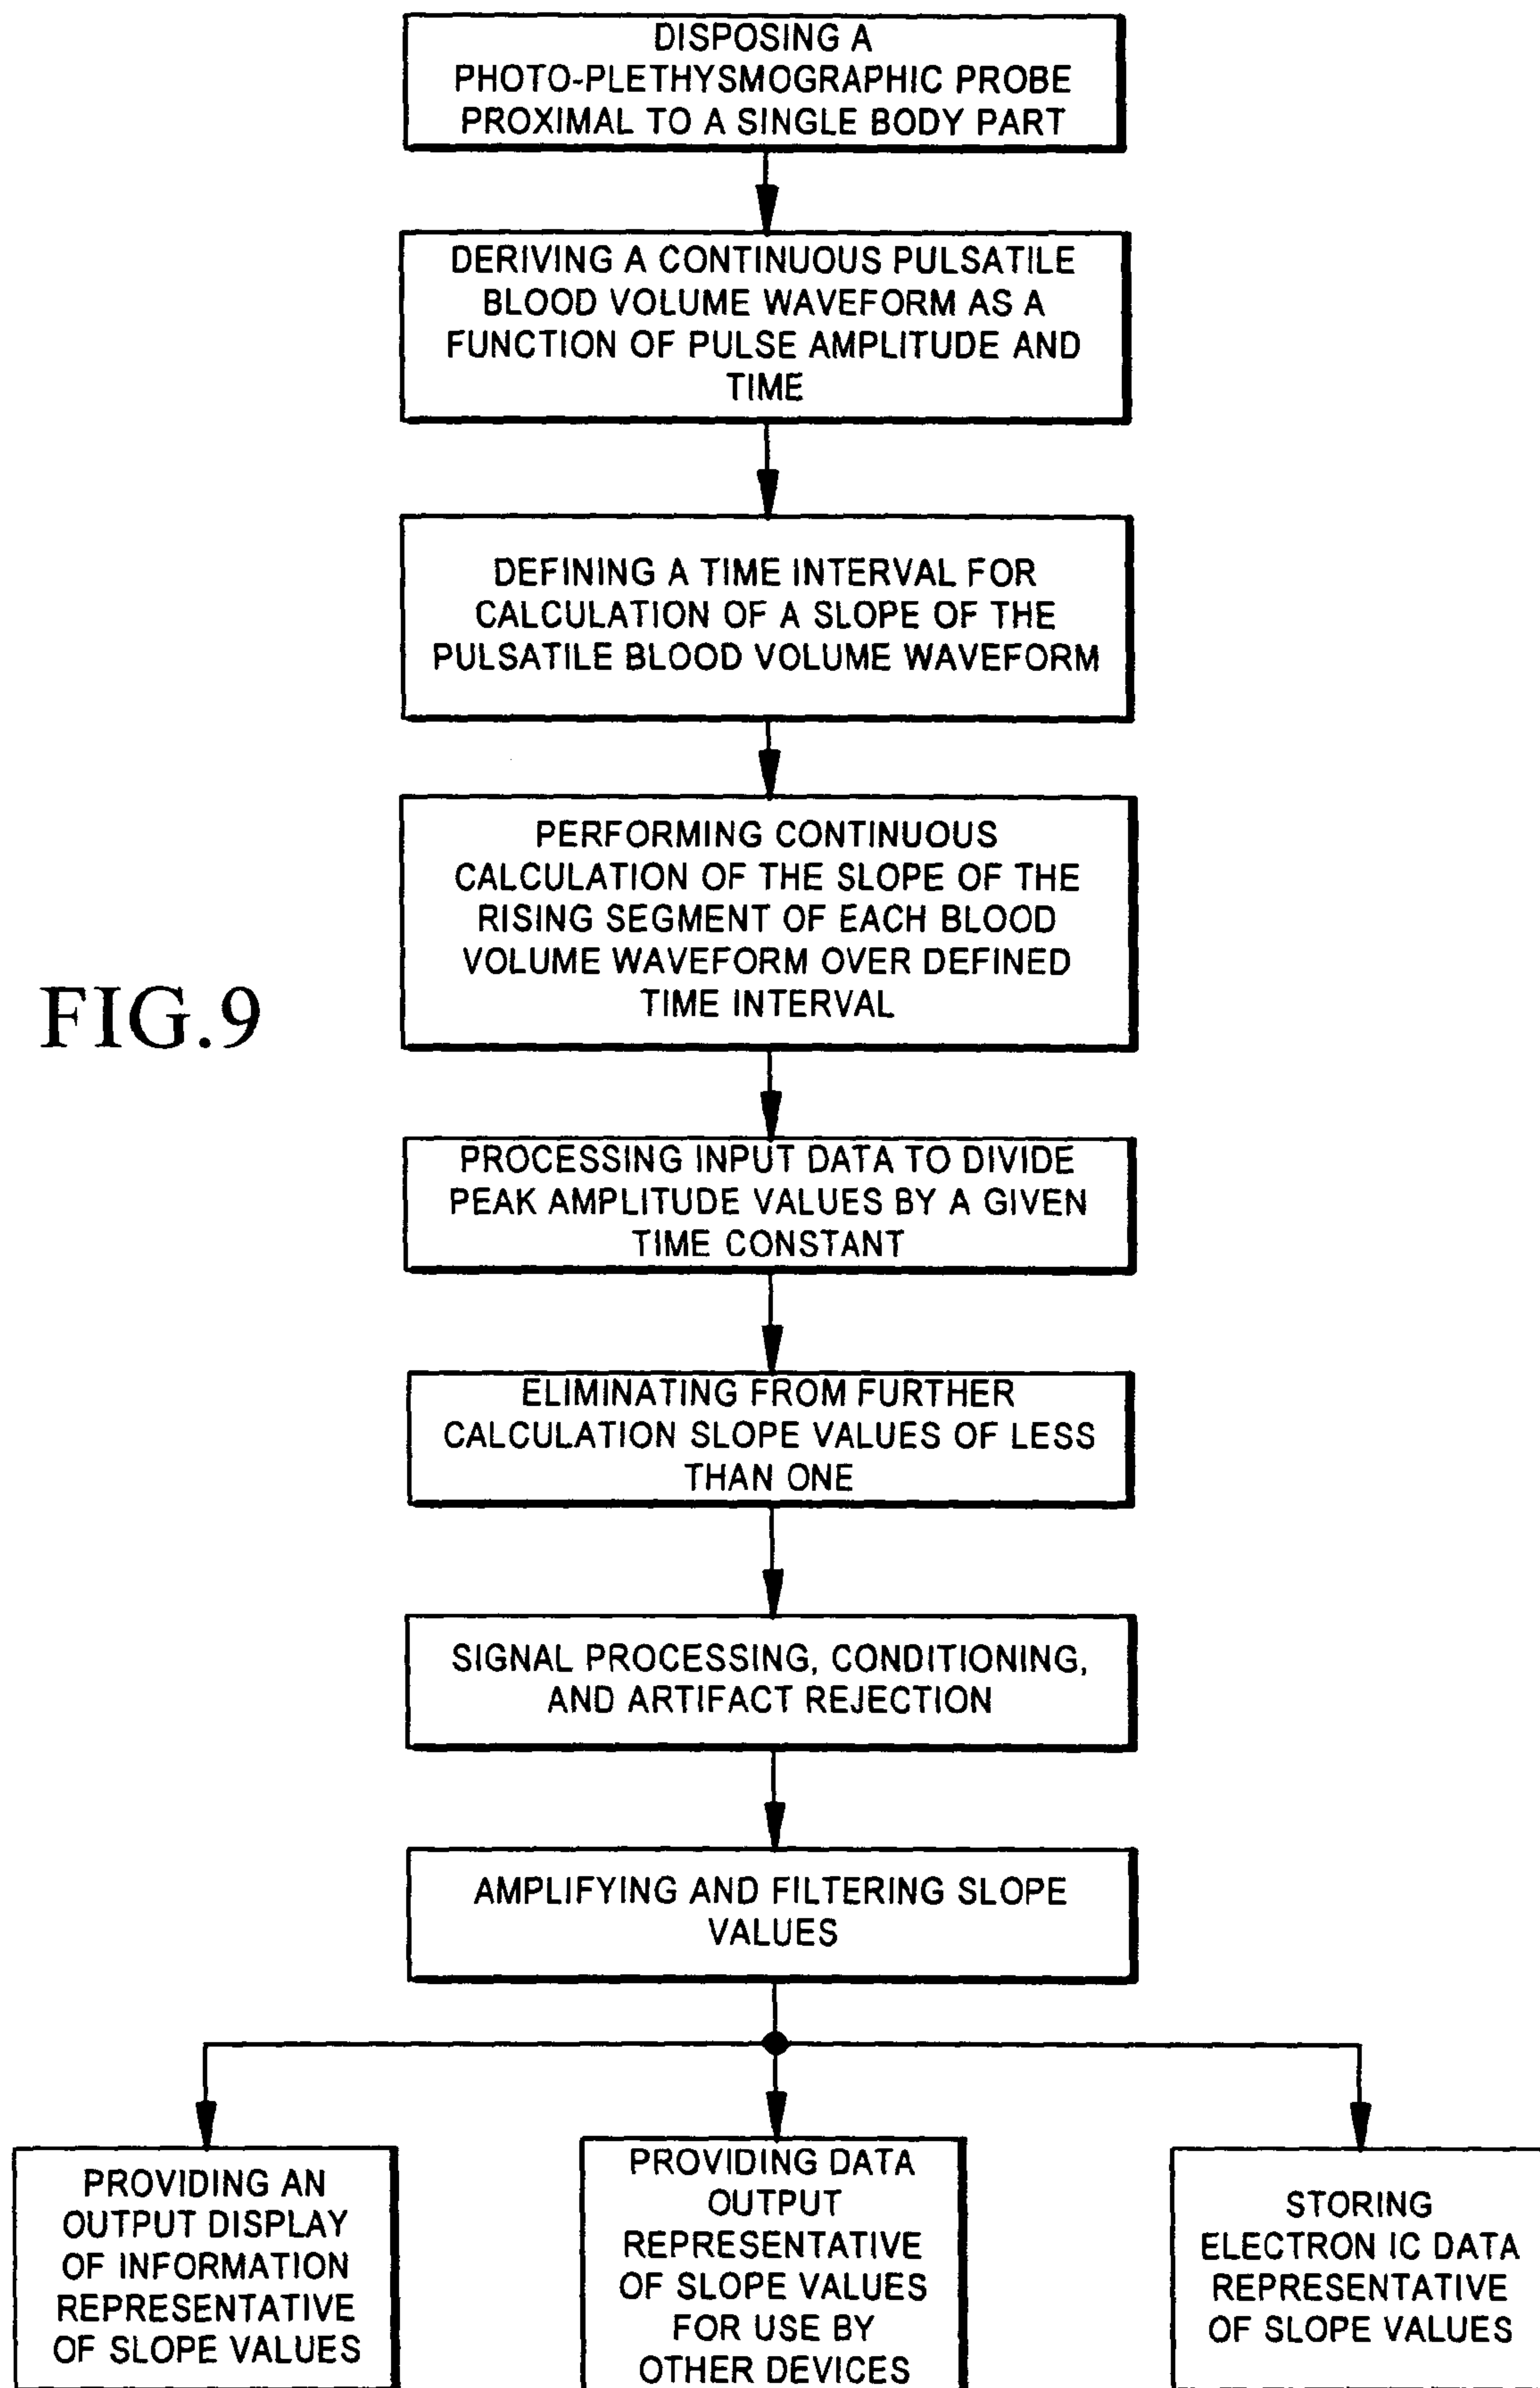 DISPOSING A
PHOTO-PLETHYSMOGRAPHIC PROBE
PROXIMAL TO A SINGLE BODY PART
DERIVING A CONTINUOUS PULSATILE
BLOOD VOLUME WAVEFORM AS A
FUNCTION OF PULSE AMPLITUDE AND
TIME
DEFINING A TIME INTERVAL FOR
CALCULATION OF A SLOPE OF THE
PULSATILE BLOOD VOLUME WAVEFORM
PERFORMING CONTINUOUS
CALCULATION OF THE SLOPE OF THE
RISING SEGMENT OF EACH BLOOD
VOLUME WAVEFORM OVER DEFINED
TIME INTERVAL
FIG.9
PROCESSING INPUT DATA TO DIVIDE
PEAK AMPLITUDE VALUES BY A GIVEN
TIME CONSTANT
ELIMINATING FROM FURTHER
CALCULATION SLOPE VALUES OF LESS
THAN ONE
SIGNAL PROCESSING, CONDITIONING,
AND ARTIFACT REJECTION
AMPLIFYING AND FILTERING SLOPE
VALUES
PROVIDING AN
OUTPUT DISPLAY
OF INFORMATION
REPRESENTATIVE
OF SLOPE VALUES
PROVIDING DATA
OUTPUT
REPRESENTATIVE
OF SLOPE VALUES
FOR USE BY
OTHER DEVICES
STORING
ELECTRON IC DATA
REPRESENTATIVE
OF SLOPE VALUES